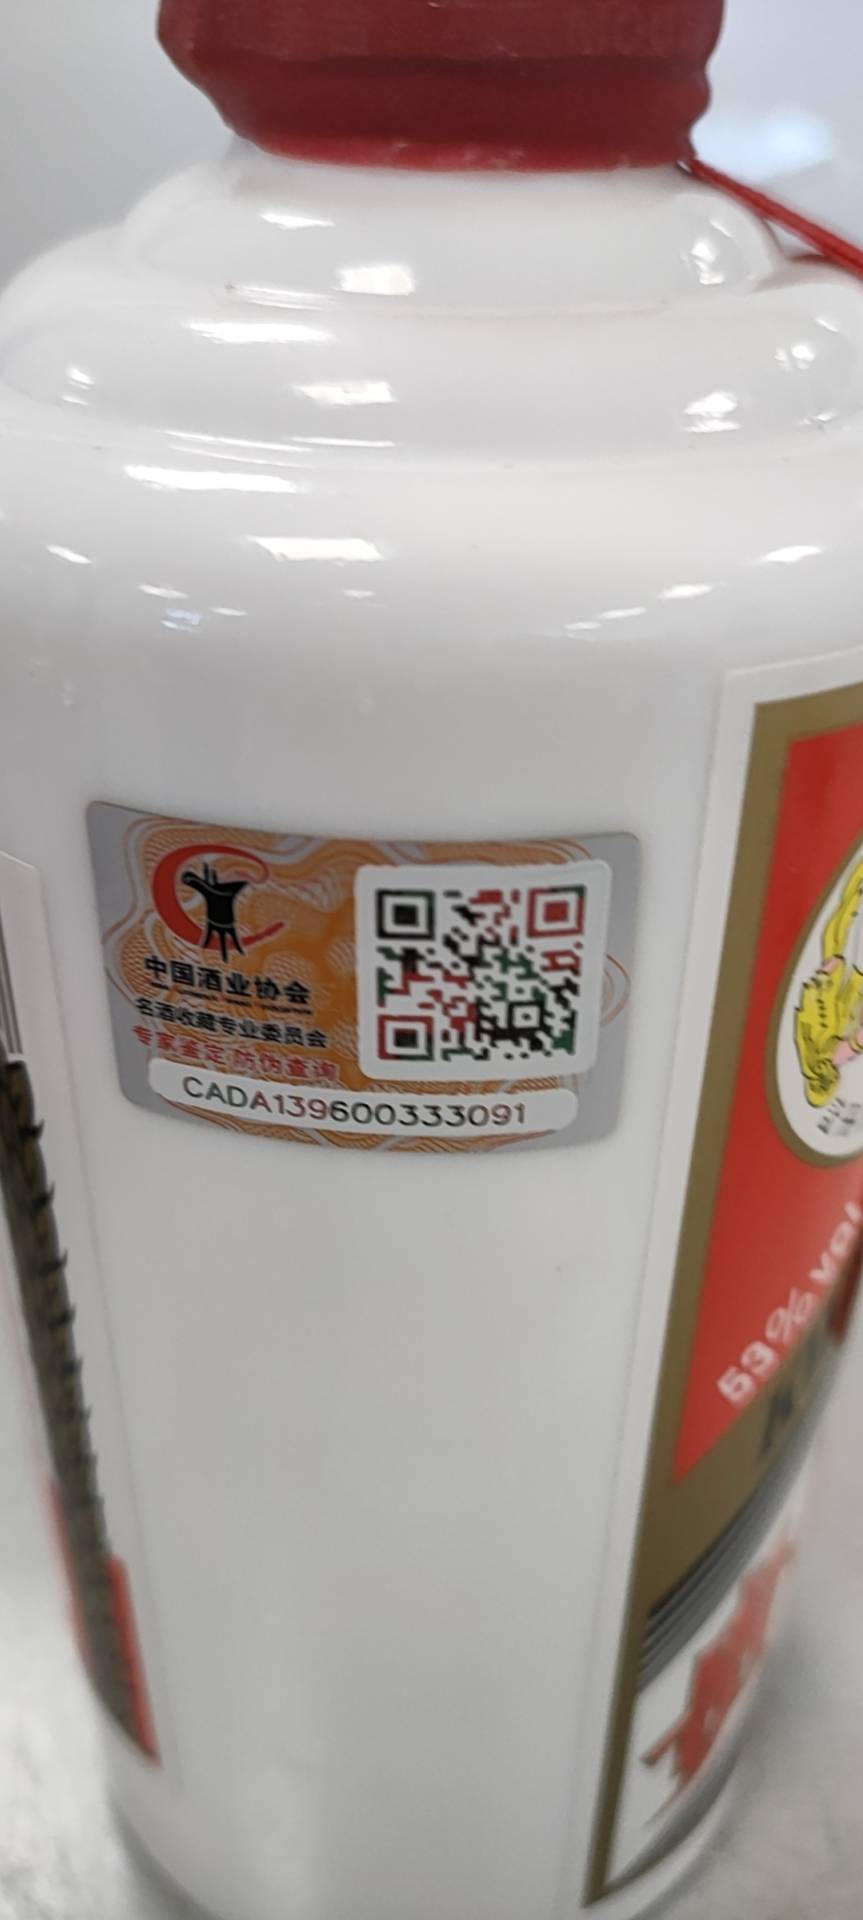 中国酒业协会
名酒收藏专业委员会
专家鉴定 防伪查询
CADA139600333091
53% vol